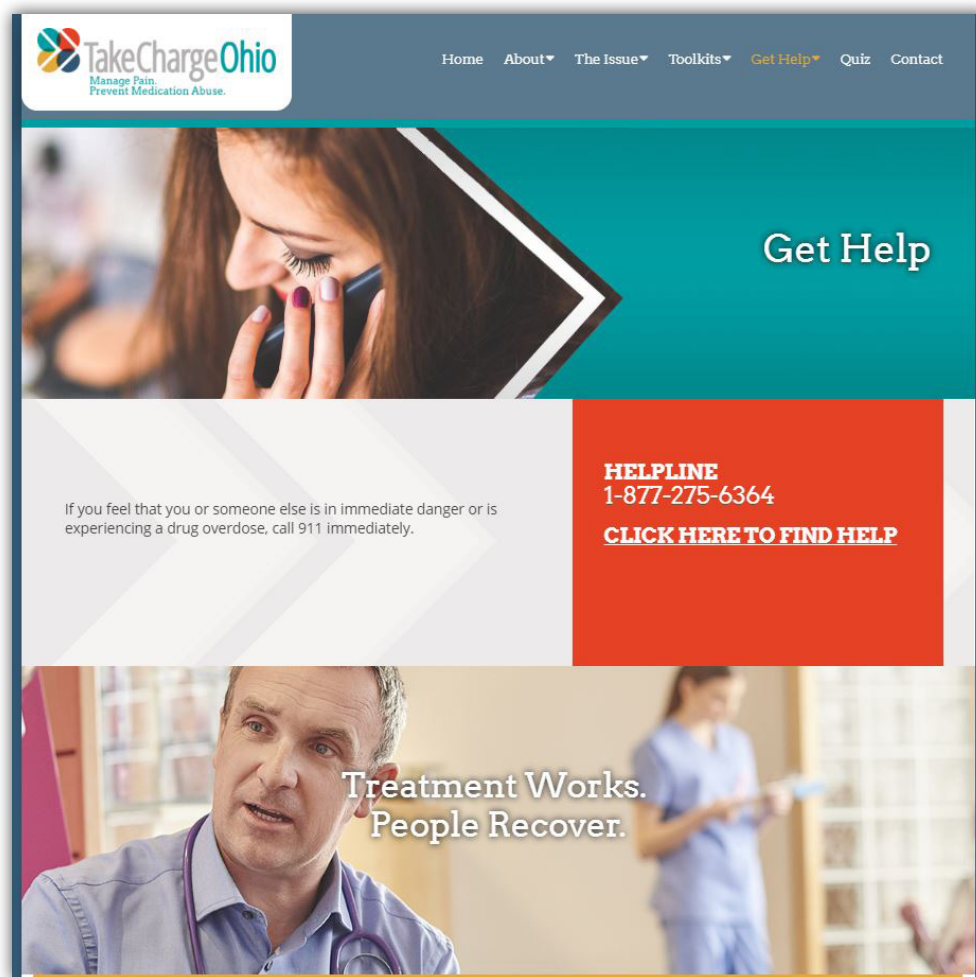 TakeChargeOhio
Manage Pain.
Prevent Medication Abuse.
Home About The Issue Toolkits Get Help Quiz Contact
Get Help
If you feel that you or someone else is in immediate danger or is
experiencing a drug overdose, call 911 immediately.
HELPLINE
1-877-275-6364
CLICK HERE TO FIND HELP
Treatment Works.
People Recover.